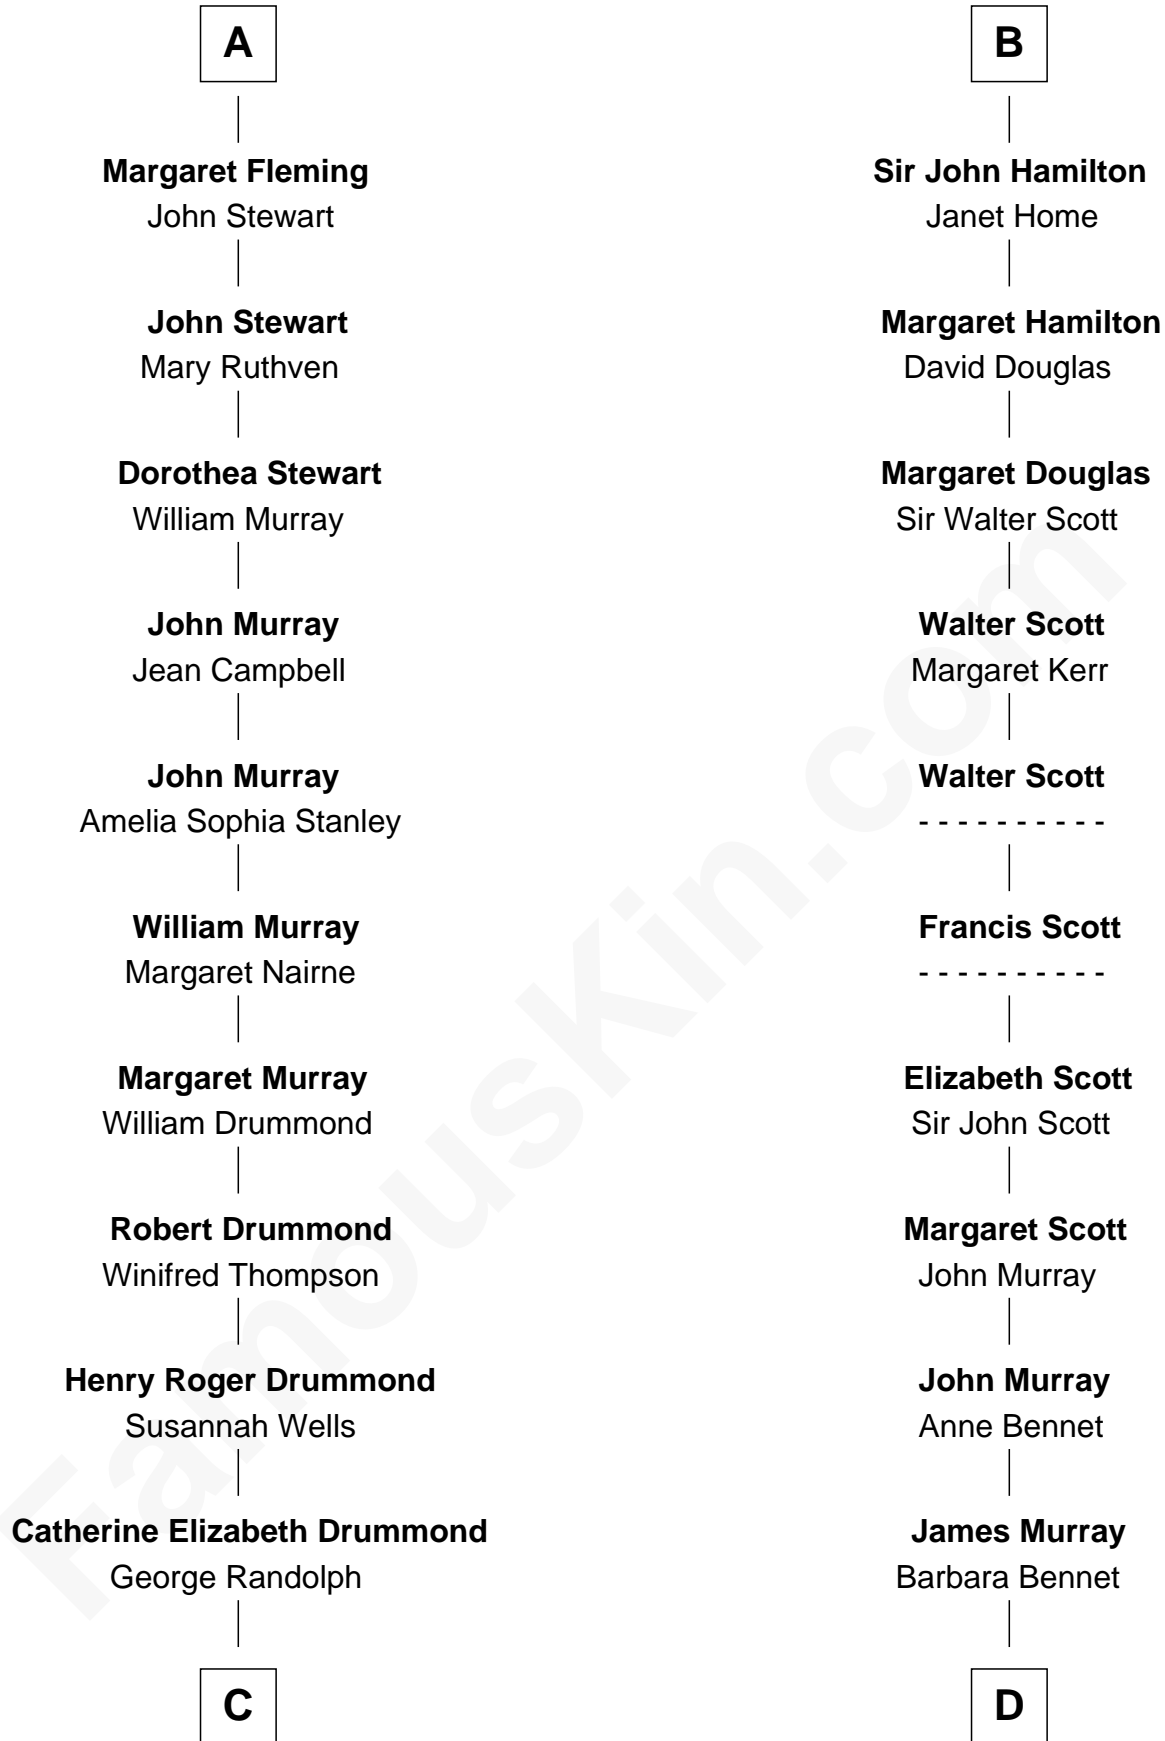 A
Margaret Fleming
John Stewart
John Stewart
Mary Ruthven
Dorothea Stewart
William Murray
John Murray
Jean Campbell
John Murray
Amelia Sophia Stanley
William Murray
Margaret Nairne
Margaret Murray
William Drummond
Robert Drummond
Winifred Thompson
Henry Roger Drummond
Susannah Wells
Catherine Elizabeth Drummond
George Randolph
C
B
Sir John Hamilton
Janet Home
Margaret Hamilton
David Douglas
Margaret Douglas
Sir Walter Scott
Walter Scott
Margaret Kerr
Walter Scott
- - - - - - - - - -
Francis Scott
- - - - - - - - - -
Elizabeth Scott
Sir John Scott
Margaret Scott
John Murray
John Murray
Anne Bennet
James Murray
Barbara Bennet
D
FamousKin.com